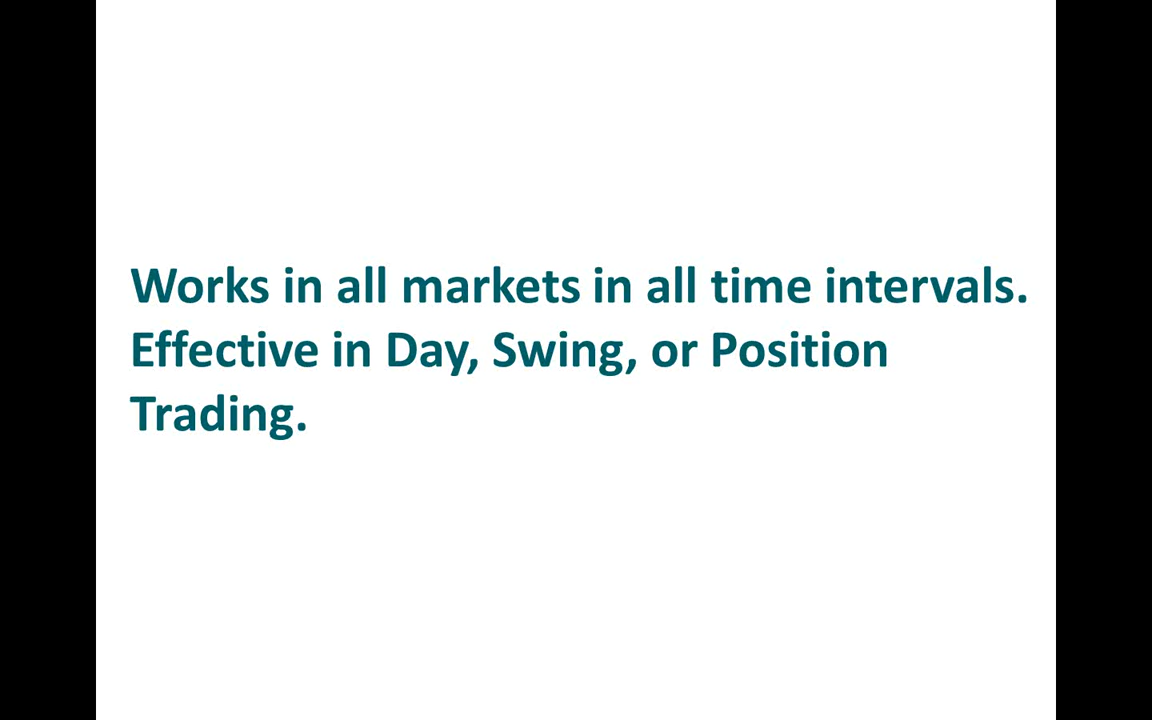 Works in all markets in all time intervals.
Effective in Day, Swing, or Position
Trading.